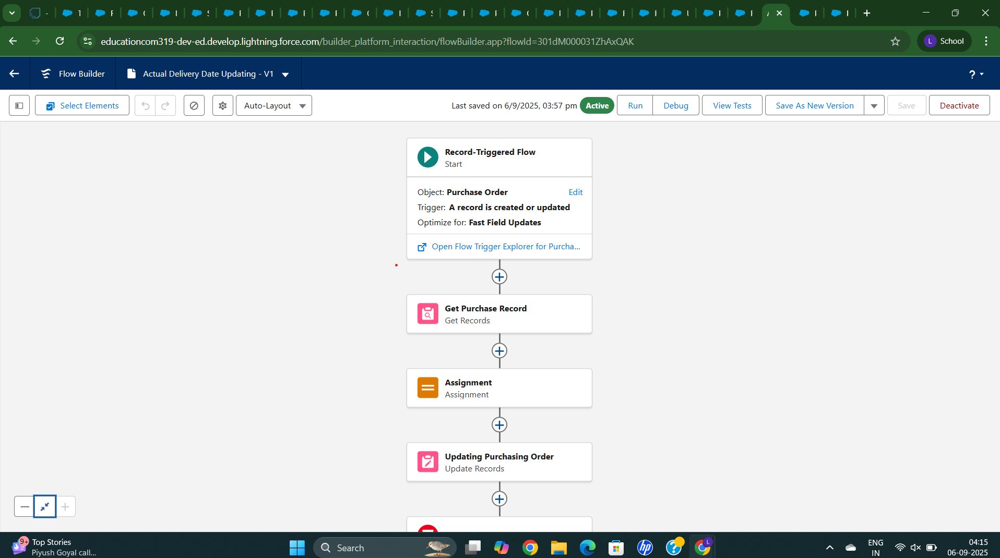 educationcom319-dev-ed.develop.lightning.force.com/builder_platform_interaction/flowBuilder.app?flowId=301dM000031ZhAxQAK
L School
Flow Builder
Actual Delivery Date Updating - V1
?
Select Elements
Auto-Layout
Last saved on 6/9/2025, 03:57 pm
Active
Run
Debug
View Tests
Save As New Version
Save
Deactivate
Record-Triggered Flow
Start
Object: Purchase Order
Edit
Trigger: A record is created or updated
Optimize for: Fast Field Updates
Open Flow Trigger Explorer for Purcha...
Get Purchase Record
Get Records
Assignment
Assignment
Updating Purchasing Order
Update Records
9+
Top Stories
Piyush Goyal call...
Search
hp
L
ENG
IN
04:15
06-09-2025